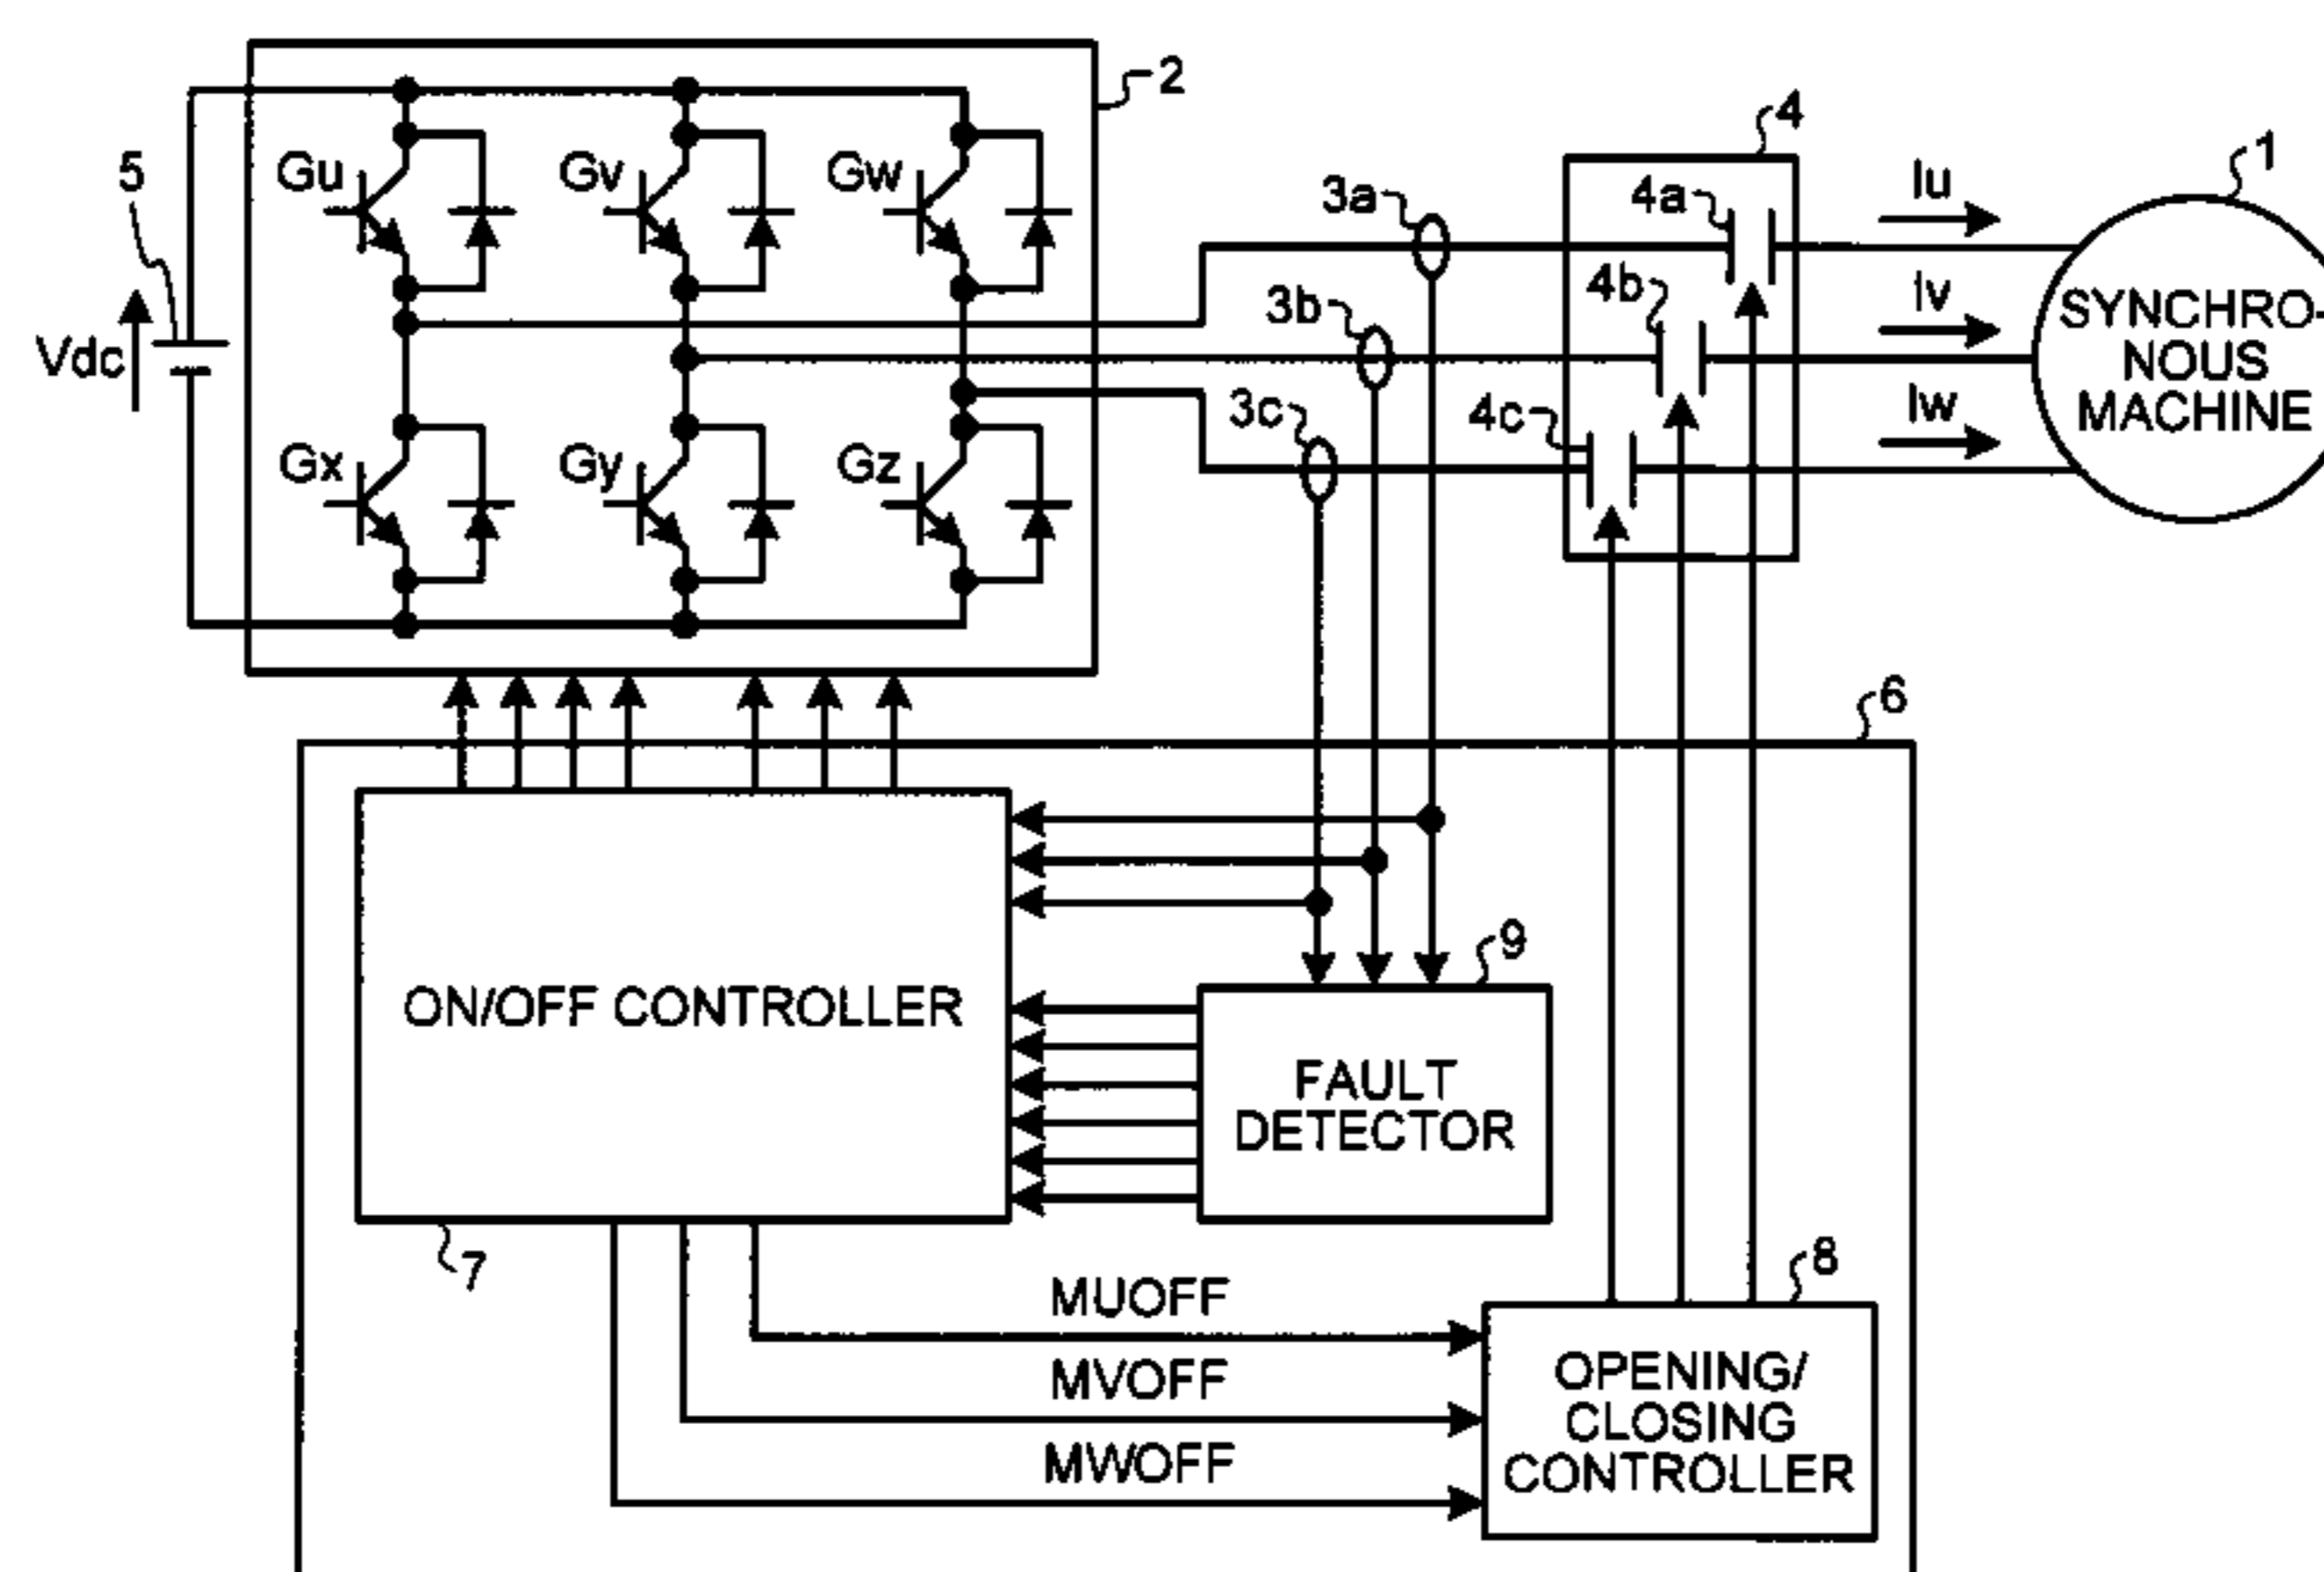 2
4
1
5
Gu
Gv
Gw
3a
4a
Iu
3b
4b
Iv
Vdc
SYNCHRO-
NOUS
MACHINE
3c
4c
Iw
Gx
Gy
Gz
6
9
ON/OFF CONTROLLER
FAULT
DETECTOR
7
8
MUOFF
MVOFF
MWOFF
OPENING/
CLOSING
CONTROLLER